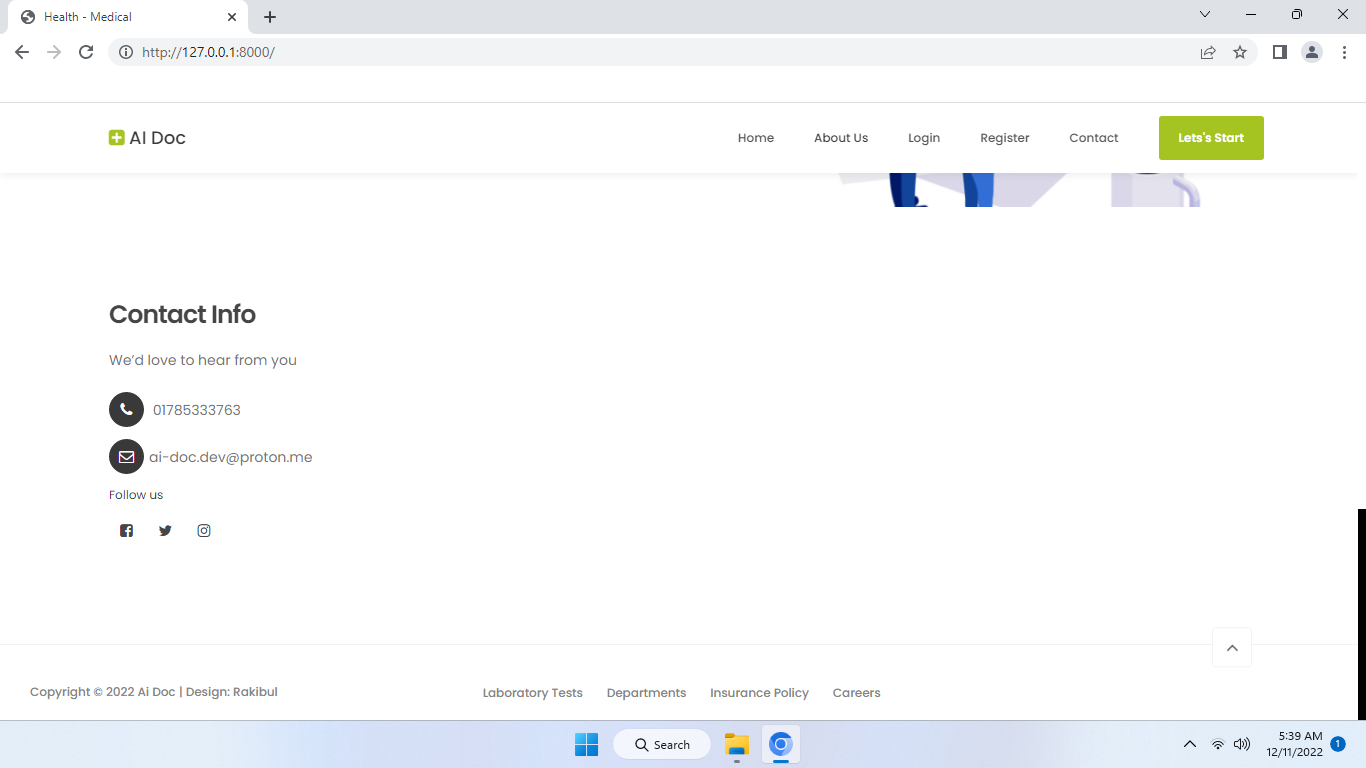 Health - Medical
http://127.0.0.1:8000/
AI Doc
Home About Us Login Register Contact Lets's Start
Contact Info
We’d love to hear from you
01785333763
ai-doc.dev@proton.me
Follow us
Copyright © 2022 Ai Doc | Design: Rakibul
Laboratory Tests Departments Insurance Policy Careers
Search
5:39 AM
12/11/2022
1